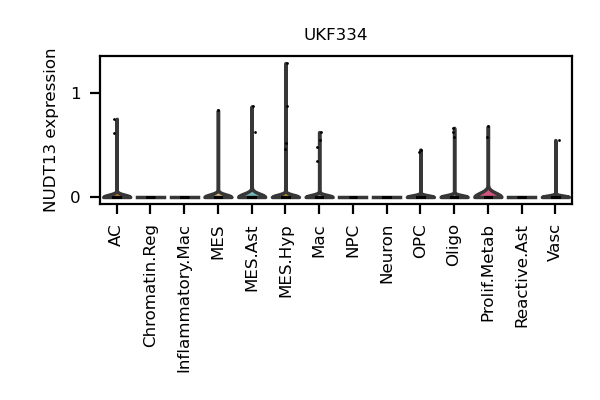 UKF334
NUDT13 expression
1
0
AC
Chromatin.Reg
Inflammatory.Mac
MES
MES.Ast
MES.Hyp
Mac
NPC
Neuron
OPC
Oligo
Prolif.Metab
Reactive.Ast
Vasc